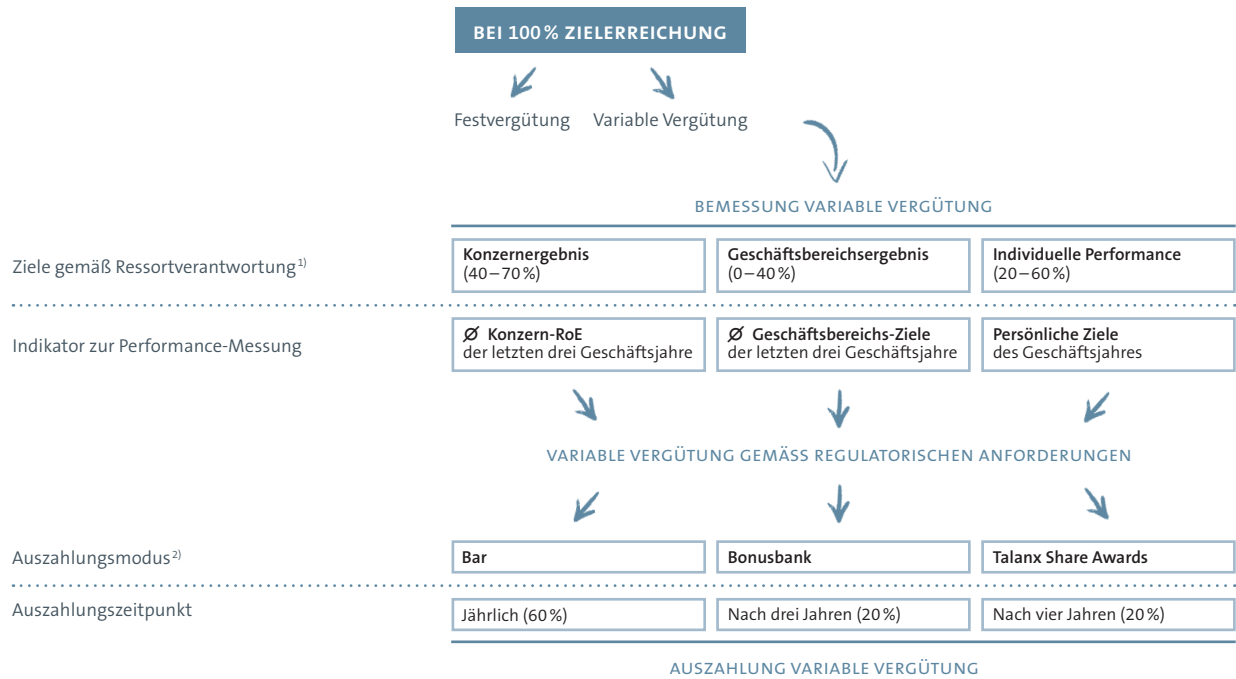 BEI 100 % ZIELERREICHUNG
Festvergütung Variable Vergütung
BEMESSUNG VARIABLE VERGÜTUNG
Ziele gemäß Ressortverantwortung1)
Konzernergebnis
(40–70 %)
Geschäftsbereichsergebnis
(0–40 %)
Individuelle Performance
(20–60 %)
Indikator zur Performance-Messung
Ø Konzern-RoE
der letzten drei Geschäftsjahre
Ø Geschäftsbereichs-Ziele
der letzten drei Geschäftsjahre
Persönliche Ziele
des Geschäftsjahres
VARIABLE VERGÜTUNG GEMÄSS REGULATORISCHEN ANFORDERUNGEN
Auszahlungsmodus2)
Bar
Bonusbank
Talanx Share Awards
Auszahlungszeitpunkt
Jährlich (60 %)
Nach drei Jahren (20 %)
Nach vier Jahren (20 %)
AUSZAHLUNG VARIABLE VERGÜTUNG